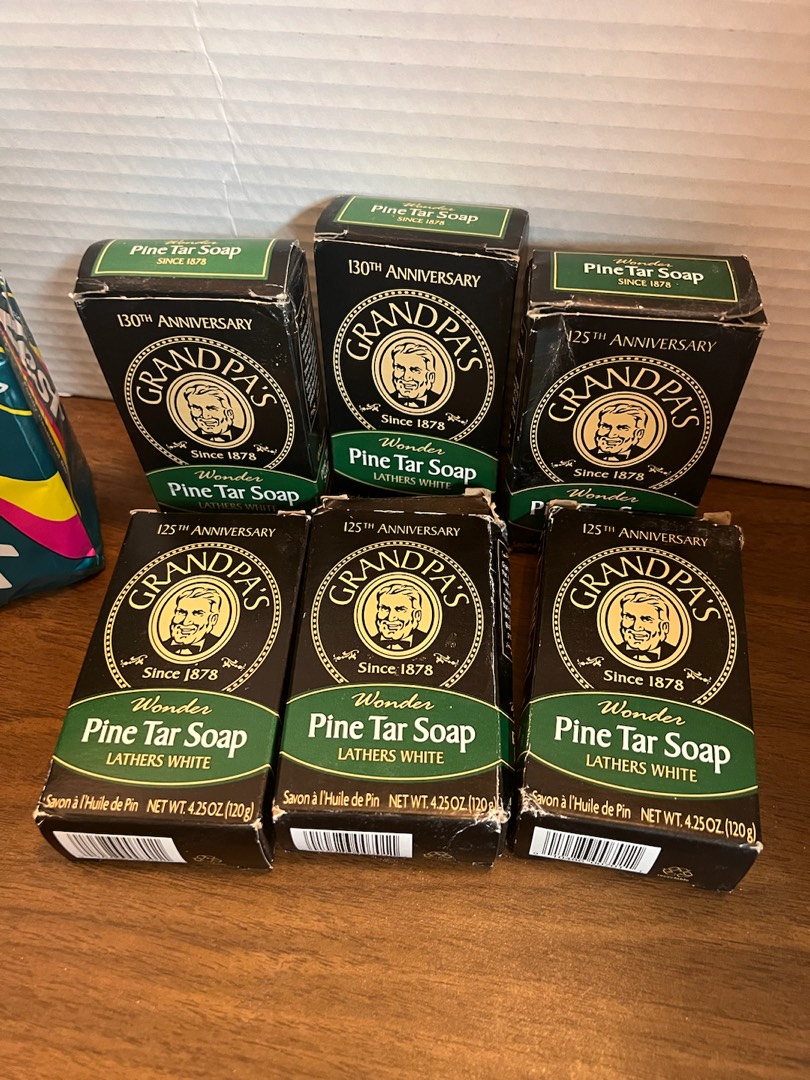 Wonder
Pine Tar Soap
SINCE 1878
130TH ANNIVERSARY
GRANDPA'S
Since 1878
Wonder
Pine Tar Soap
LATHERS WHITE
Wonder
Pine Tar Soap
SINCE 1878
130TH ANNIVERSARY
GRANDPA'S
Since 1878
Wonder
Pine Tar Soap
LATHERS WHITE
Wonder
Pine Tar Soap
SINCE 1878
125TH ANNIVERSARY
GRANDPA'S
Since 1878
Wonder
125TH ANNIVERSARY
GRANDPA'S
Since 1878
Wonder
Pine Tar Soap
LATHERS WHITE
Savon à l'Huile de Pin NET WT. 4.25 OZ. (120 g)
125TH ANNIVERSARY
GRANDPA'S
Since 1878
Wonder
Pine Tar Soap
LATHERS WHITE
Savon à l'Huile de Pin NET WT. 4.25 OZ. (120 g)
125TH ANNIVERSARY
GRANDPA'S
Since 1878
Wonder
Pine Tar Soap
LATHERS WHITE
Savon à l'Huile de Pin NET WT. 4.25 OZ. (120 g)